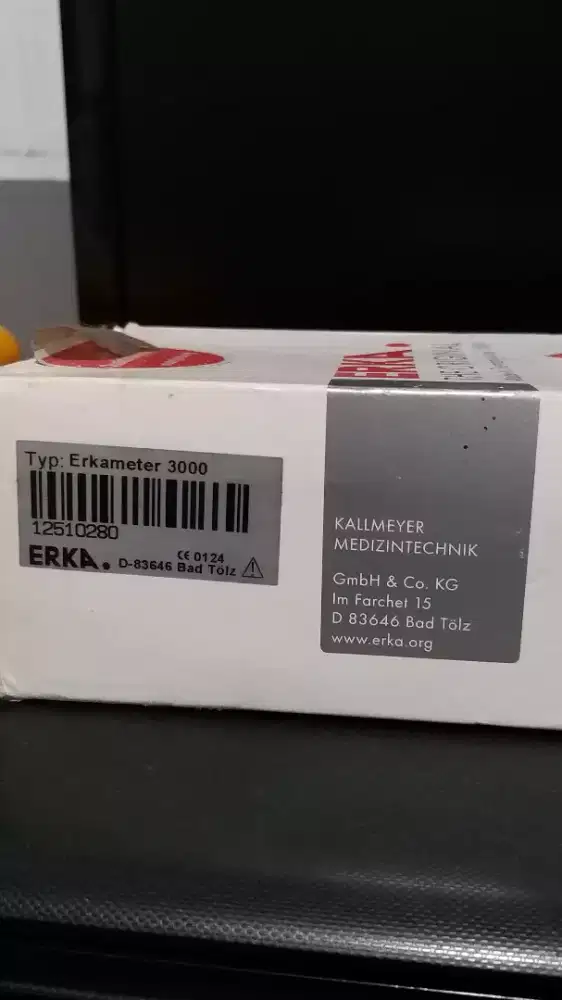 ERKA.
Typ: Erkameter 3000
12510280
ERKA.
CE 0124
D-83646 Bad Tölz
KALLMEYER
MEDIZINTECHNIK
GmbH & Co. KG
Im Farchet 15
D 83646 Bad Tölz
www.erka.org